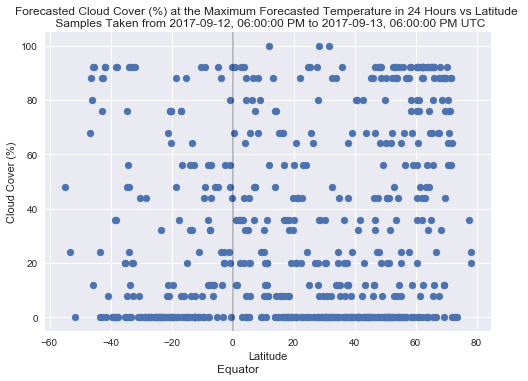 Forecasted Cloud Cover (%) at the Maximum Forecasted Temperature in 24 Hours vs Latitude
Samples Taken from 2017-09-12, 06:00:00 PM to 2017-09-13, 06:00:00 PM UTC
Cloud Cover (%)
100
80
60
40
20
0
−60 −40 −20 0 20 40 60 80
Latitude
Equator